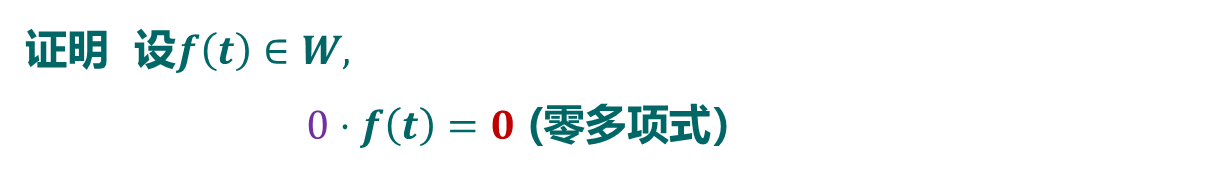 证明 设f(t) ∈ W,
0 · f(t) = 0 (零多项式)